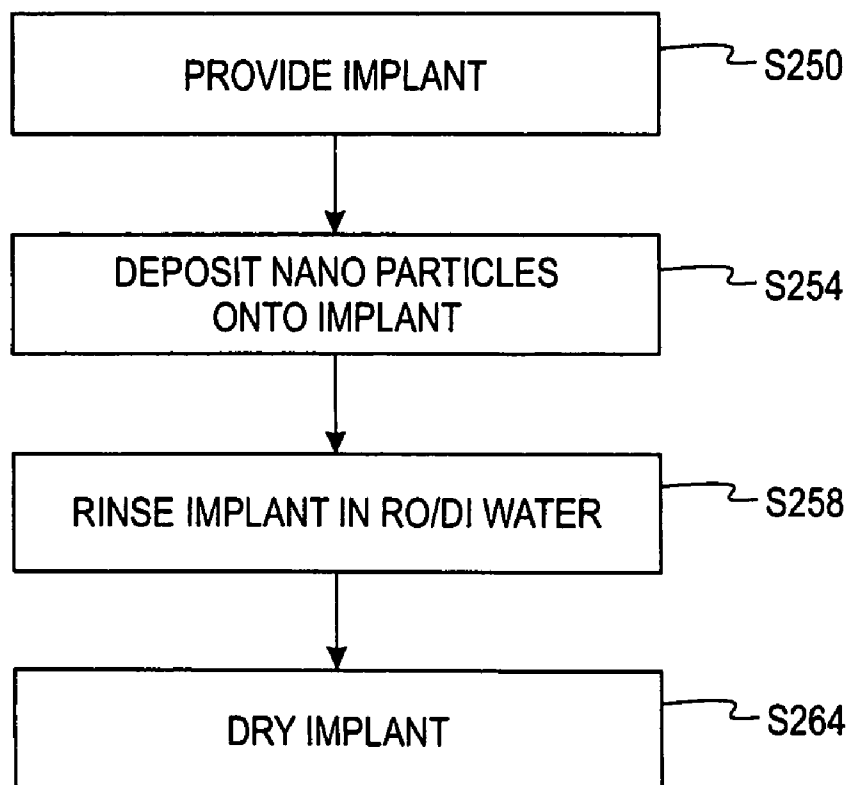 PROVIDE IMPLANT
S250
DEPOSIT NANO PARTICLES
ONTO IMPLANT
S254
RINSE IMPLANT IN RO/DI WATER
S258
DRY IMPLANT
S264